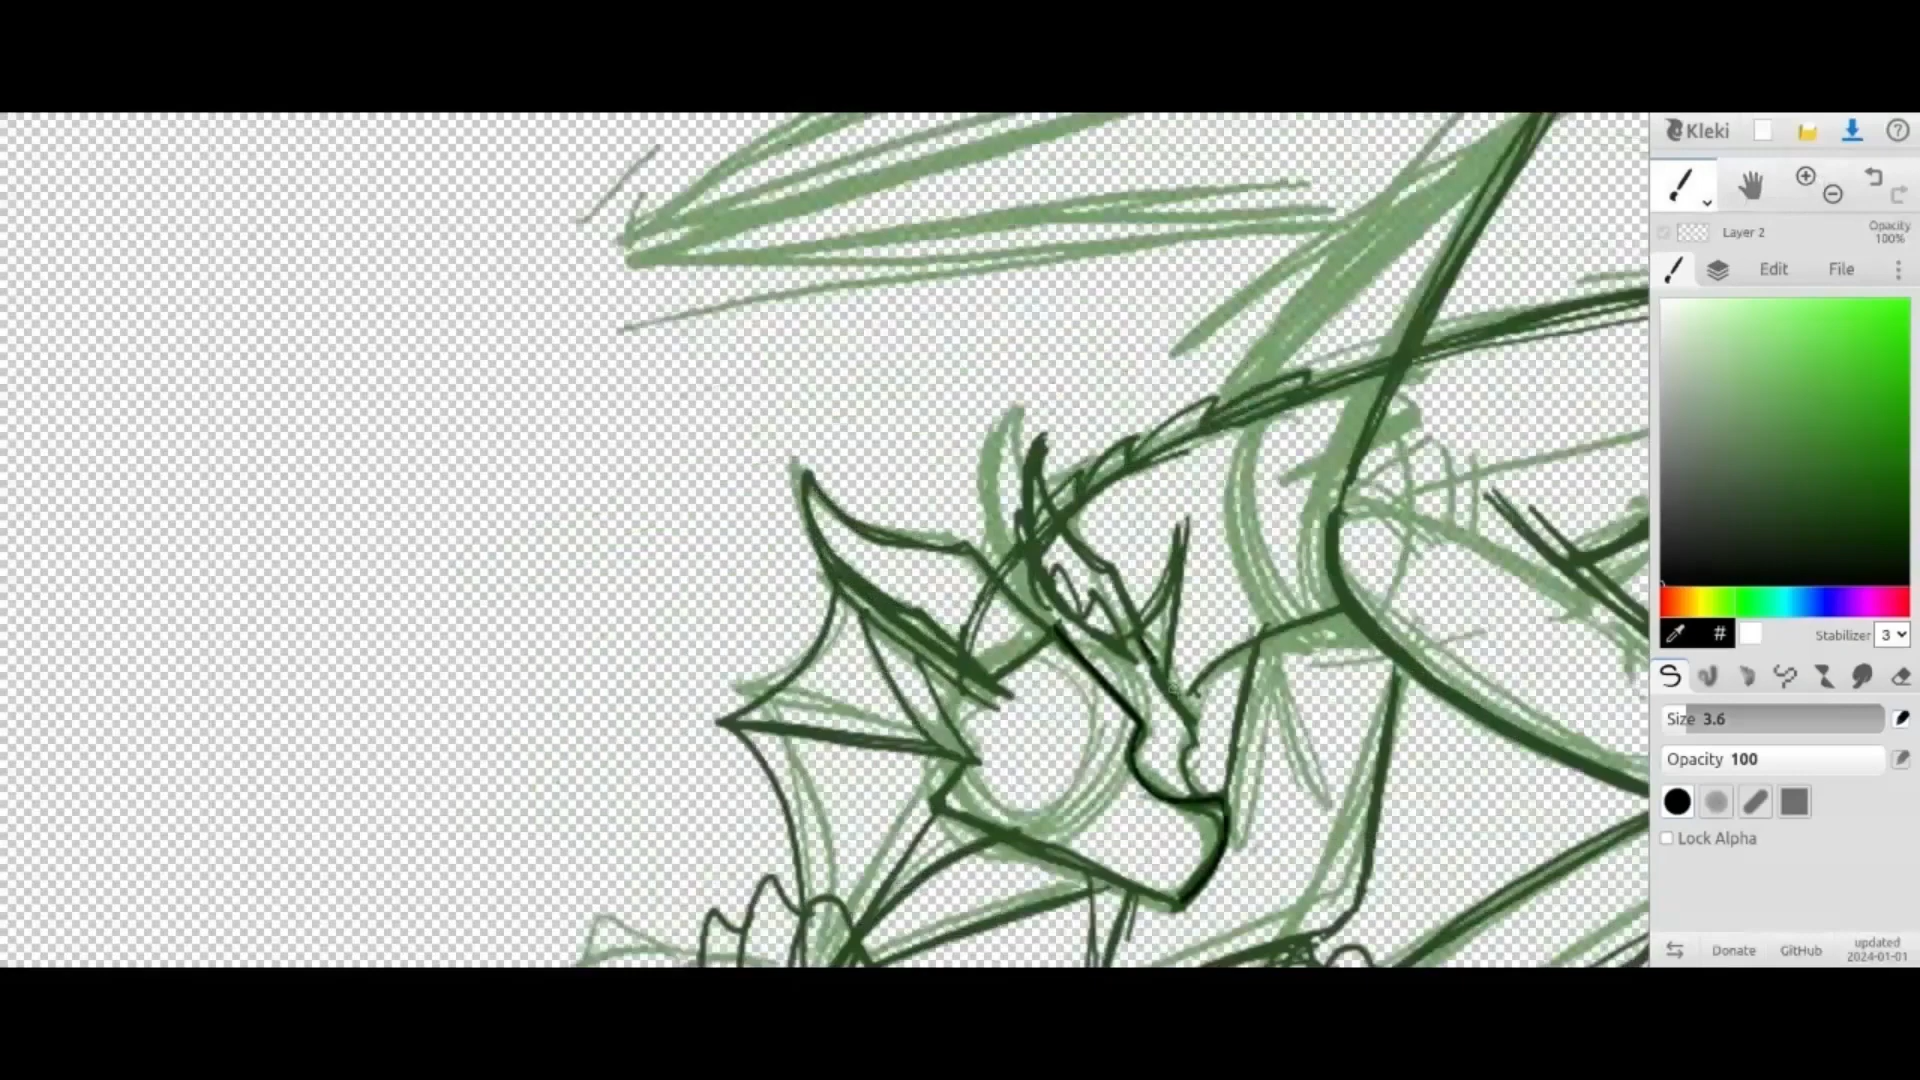 Kleki
Layer 2
Opacity
100%
Edit
File
#
Stabilizer 3
Size 3.6
Opacity 100
Lock Alpha
Donate
GitHub
updated
2024-01-01